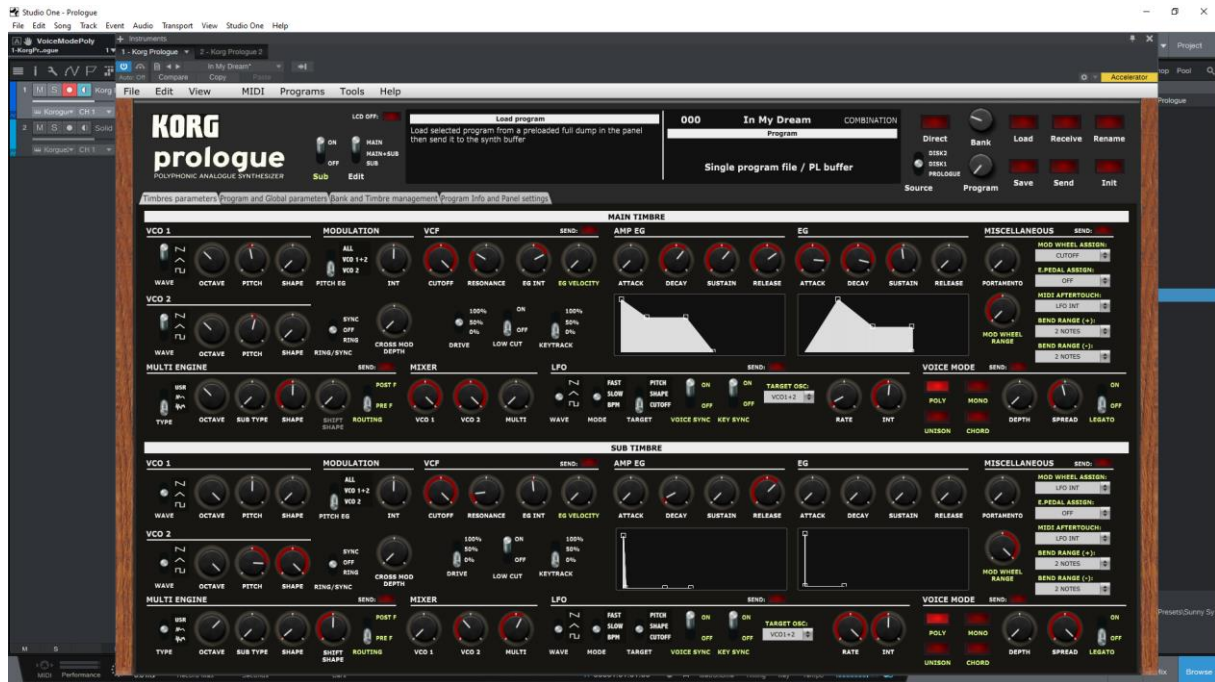 Studio One - Prologue
File Edit Song Track Event Audio Transport View Studio One Help
VoiceModePoly + Instruments
1-KorgPr..ogue 1 1 - Korg Prologue 2 - Korg Prologue 2
In My Dream*
Auto: Off Compare Copy Paste
Project
Accelerator
Pool
1 M S Korg
File Edit View MIDI Programs Tools Help
Prologue
CH 1
2 M S Solid
CH 1
KORG
prologue
POLYPHONIC ANALOGUE SYNTHESIZER
LCD OFF:
ON OFF Sub
MAIN MAIN+SUB SUB Edit
Load program
Load selected program from a preloaded full dump in the panel
then send it to the synth buffer
000 In My Dream COMBINATION
Program
Single program file / PL buffer
Direct Bank Load Receive Rename
DISK2
DISK1
PROLOGUE
Source Program Save Send Init
Timbres parameters Program and Global parameters Bank and Timbre management Program Info and Panel settings
MAIN TIMBRE
VCO 1 MODULATION VCF SEND: AMP EG EG MISCELLANEOUS SEND:
ALL
VCO 1+2
VCO 2
MOD WHEEL ASSIGN:
CUTOFF
E.PEDAL ASSIGN:
OFF
WAVE OCTAVE PITCH SHAPE PITCH EG INT CUTOFF RESONANCE EG INT EG VELOCITY ATTACK DECAY SUSTAIN RELEASE ATTACK DECAY SUSTAIN RELEASE PORTAMENTO
MIDI AFTERTOUCH:
LFO INT
BEND RANGE (+):
2 NOTES
BEND RANGE (-):
2 NOTES
MOD WHEEL
RANGE
VCO 2
SYNC
OFF
RING
CROSS MOD
DEPTH
100%
50%
0%
DRIVE
ON
OFF
LOW CUT
100%
50%
0%
KEYTRACK
WAVE OCTAVE PITCH SHAPE RING/SYNC
MULTI ENGINE SEND: MIXER LFO SEND: VOICE MODE SEND:
USR
POST F
PRE F
FAST
SLOW
BPM
PITCH
SHAPE
CUTOFF
ON
OFF
ON
OFF
TARGET OSC:
VCO1+2
POLY MONO
ON
OFF
TYPE OCTAVE SUB TYPE SHAPE SHIFT SHAPE ROUTING VCO 1 VCO 2 MULTI WAVE MODE TARGET VOICE SYNC KEY SYNC RATE INT UNISON CHORD DEPTH SPREAD LEGATO
SUB TIMBRE
VCO 1 MODULATION VCF SEND: AMP EG EG MISCELLANEOUS SEND:
ALL
VCO 1+2
VCO 2
MOD WHEEL ASSIGN:
LFO INT
E.PEDAL ASSIGN:
OFF
WAVE OCTAVE PITCH SHAPE PITCH EG INT CUTOFF RESONANCE EG INT EG VELOCITY ATTACK DECAY SUSTAIN RELEASE ATTACK DECAY SUSTAIN RELEASE PORTAMENTO
MIDI AFTERTOUCH:
LFO INT
BEND RANGE (+):
2 NOTES
BEND RANGE (-):
2 NOTES
MOD WHEEL
RANGE
VCO 2
SYNC
OFF
RING
CROSS MOD
DEPTH
100%
50%
0%
DRIVE
ON
OFF
LOW CUT
100%
50%
0%
KEYTRACK
WAVE OCTAVE PITCH SHAPE RING/SYNC
MULTI ENGINE SEND: MIXER LFO SEND: VOICE MODE SEND:
USR
POST F
PRE F
FAST
SLOW
BPM
PITCH
SHAPE
CUTOFF
ON
OFF
ON
OFF
TARGET OSC:
VCO1+2
POLY MONO
ON
OFF
TYPE OCTAVE SUB TYPE SHAPE SHIFT SHAPE ROUTING VCO 1 VCO 2 MULTI WAVE MODE TARGET VOICE SYNC KEY SYNC RATE INT UNISON CHORD DEPTH SPREAD LEGATO
Presets\Sunny Sy
M S
MIDI Performance
Browse